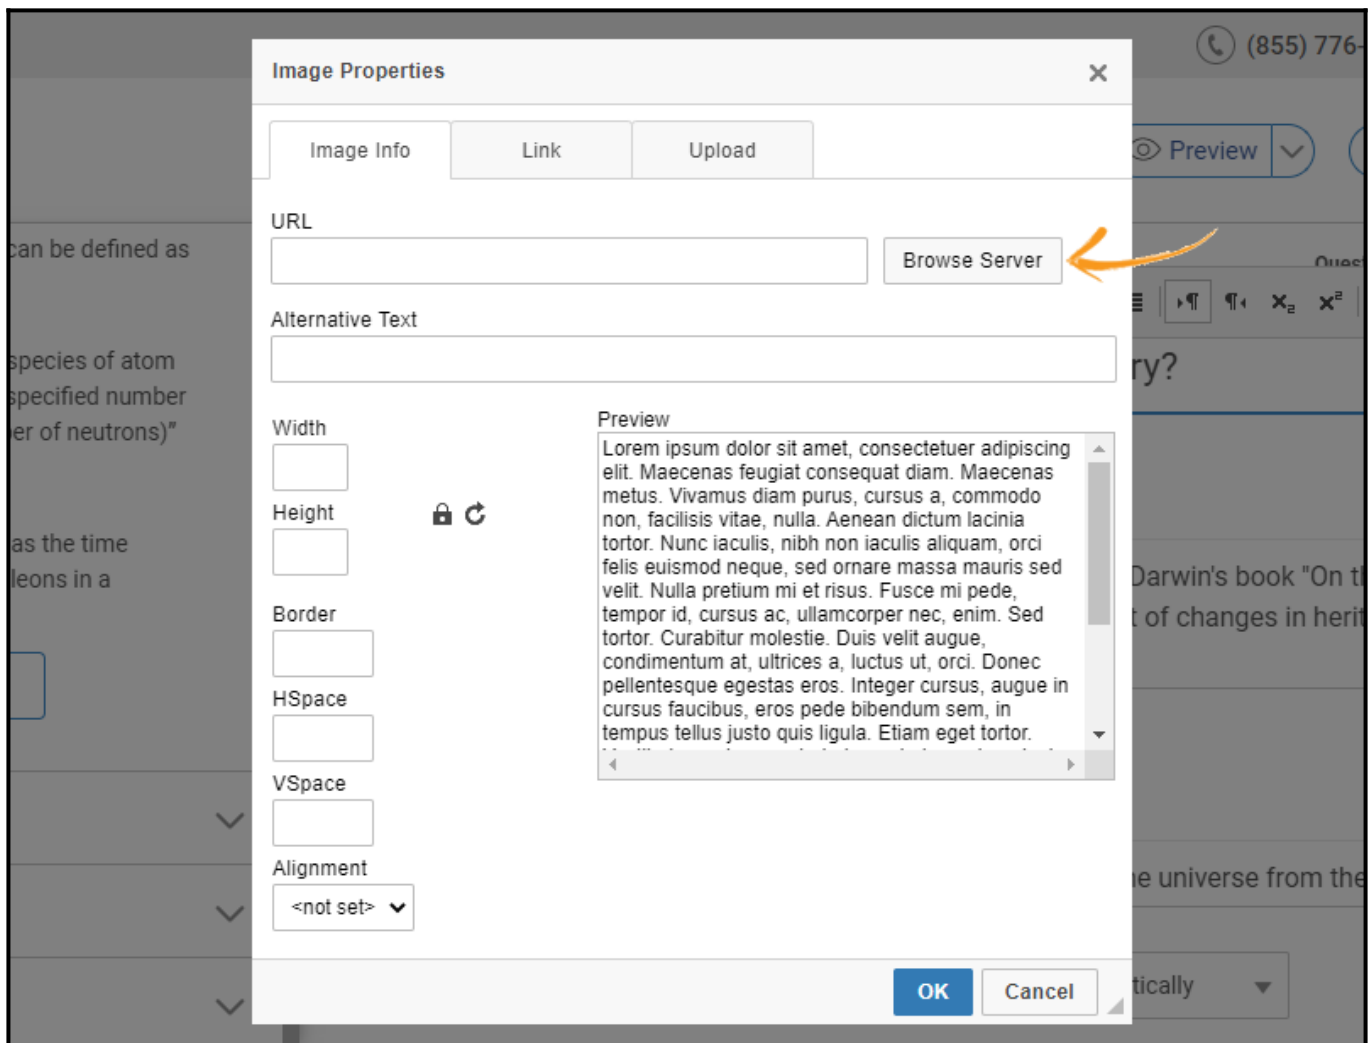 (855) 776-
Image Properties
Image Info
Link
Upload
Preview
can be defined as
URL
Browse Server
Quest
Alternative Text
species of atom
specified number
er of neutrons)”
ry?
Width
Preview
Height
Lorem ipsum dolor sit amet, consectetuer adipiscing
elit. Maecenas feugiat consequat diam. Maecenas
metus. Vivamus diam purus, cursus a, commodo
non, facilisis vitae, nulla. Aenean dictum lacinia
tortor. Nunc iaculis, nibh non iaculis aliquam, orci
felis euismod neque, sed ornare massa mauris sed
velit. Nulla pretium mi et risus. Fusce mi pede,
tempor id, cursus ac, ullamcorper nec, enim. Sed
tortor. Curabitur molestie. Duis velit augue,
condimentum at, ultrices a, luctus ut, orci. Donec
pellentesque egestas eros. Integer cursus, augue in
cursus faucibus, eros pede bibendum sem, in
tempus tellus justo quis ligula. Etiam eget tortor.
as the time
leons in a
Darwin's book "On t
t of changes in herit
Border
HSpace
VSpace
Alignment
<not set>
e universe from the
OK
Cancel
tically